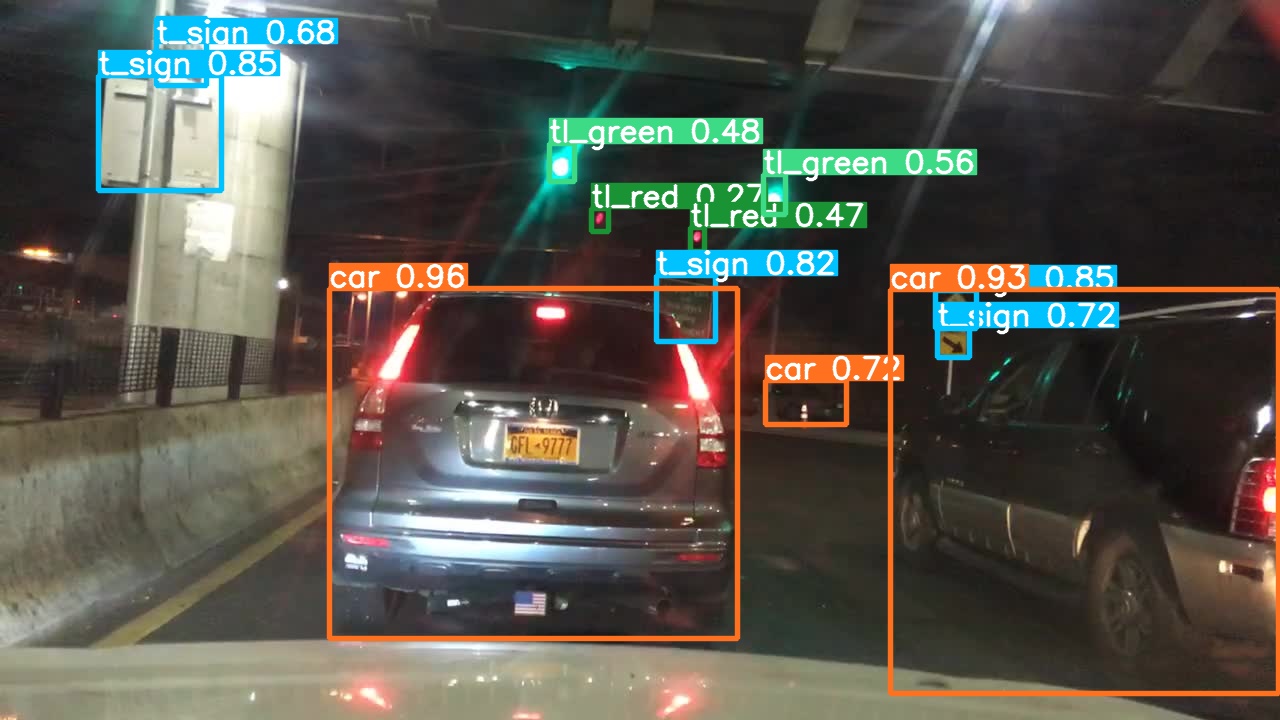 t_sign 0.68
t_sign 0.85
tl_green 0.48
tl_green 0.56
tl_red 0.27
tl_red 0.47
t_sign 0.82
car 0.96
car 0.93
0.85
t_sign 0.72
car 0.72
GFL 9777